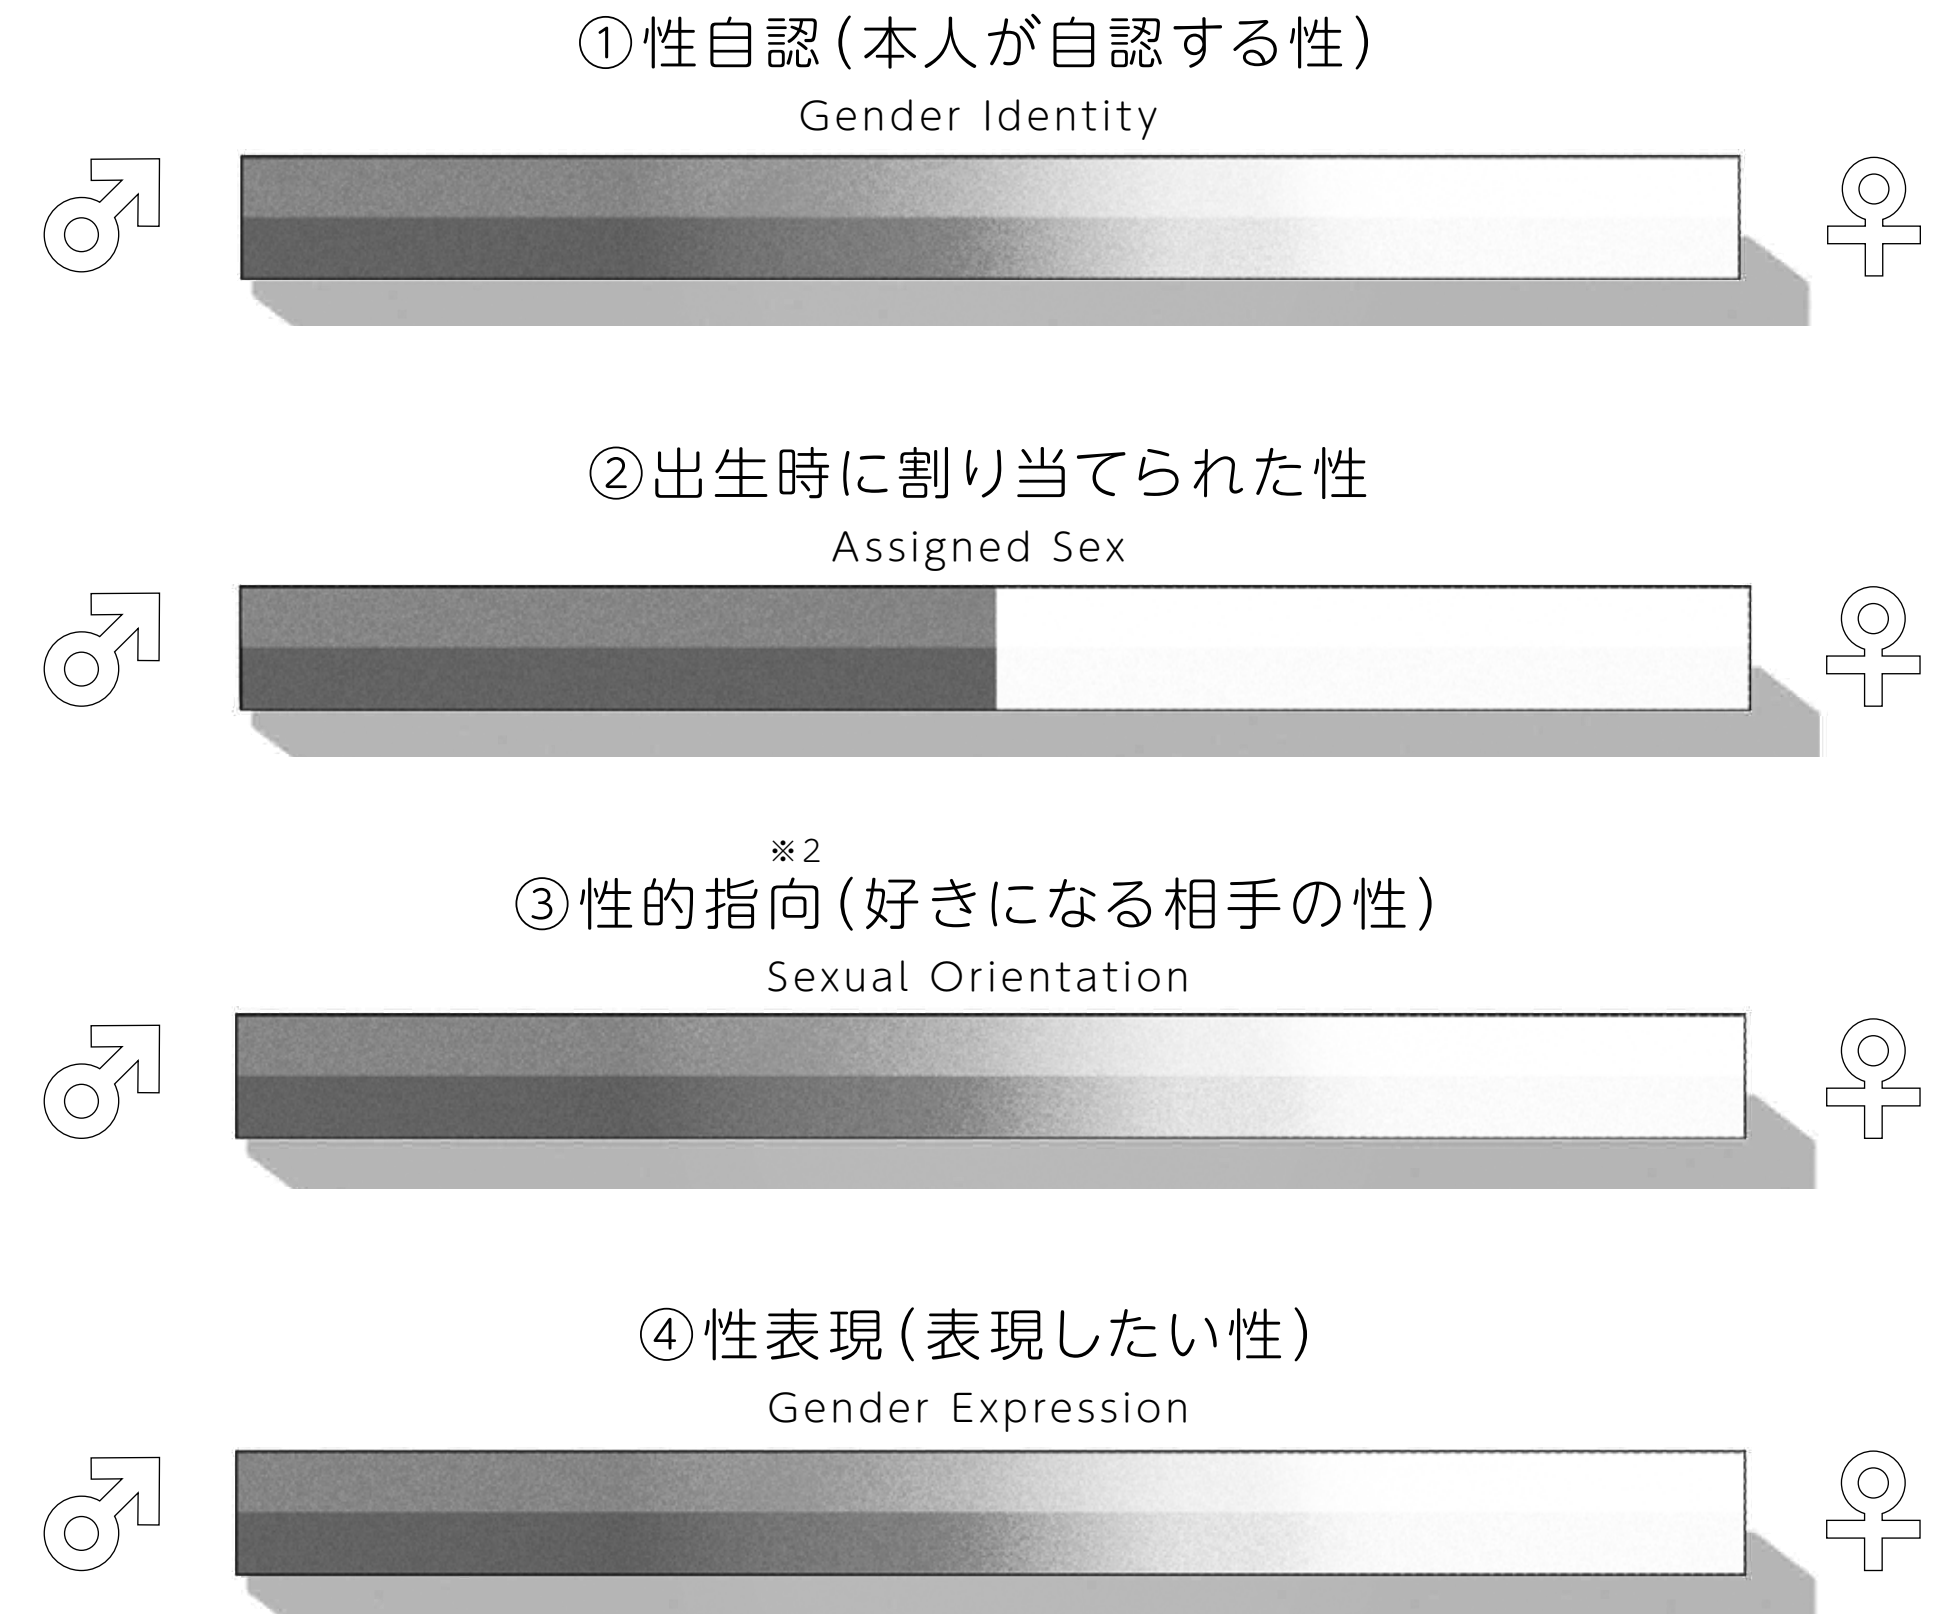 ①性自認(本人が自認する性)
Gender Identity
②出生時に割り当てられた性
Assigned Sex
※2
③性的指向(好きになる相手の性)
Sexual Orientation
④性表現(表現したい性)
Gender Expression